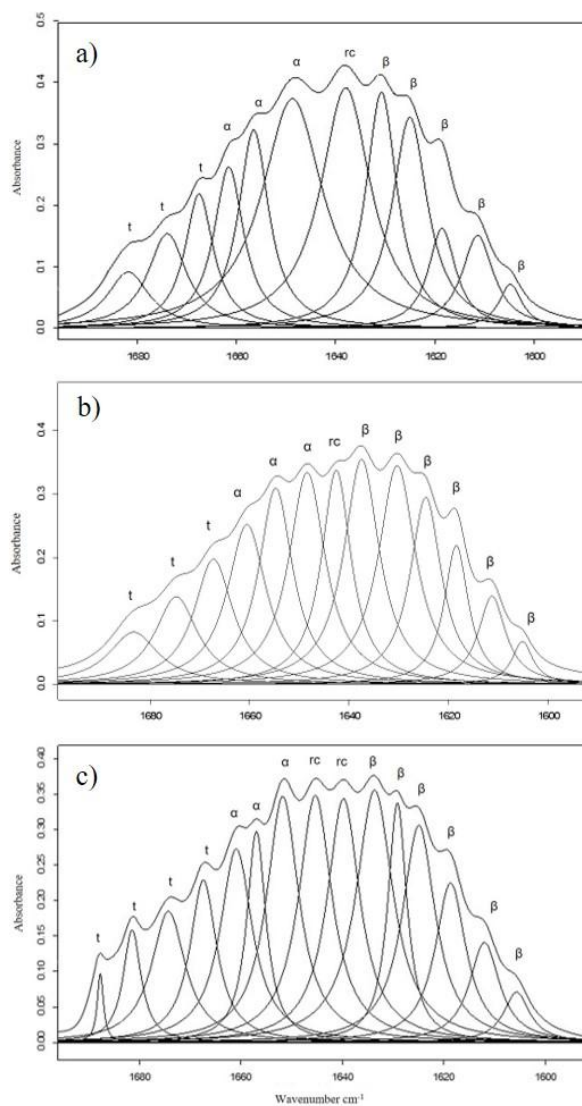 a)
0.5
0.4
0.3
0.2
0.1
0.0
Absorbance
t
t
t
α
α
α
rc
β
β
β
β
β
1680
1660
1640
1620
1600
b)
0.4
0.3
0.2
0.1
0.0
Absorbance
t
t
t
α
α
α
rc
β
β
β
β
β
β
1680
1660
1640
1620
1600
c)
0.40
0.35
0.30
0.25
0.20
0.15
0.10
0.05
0.00
Absorbance
t
t
t
t
α
α
α
rc
rc
β
β
β
β
β
β
1680
1660
1640
1620
1600
Wavenumber cm⁻¹